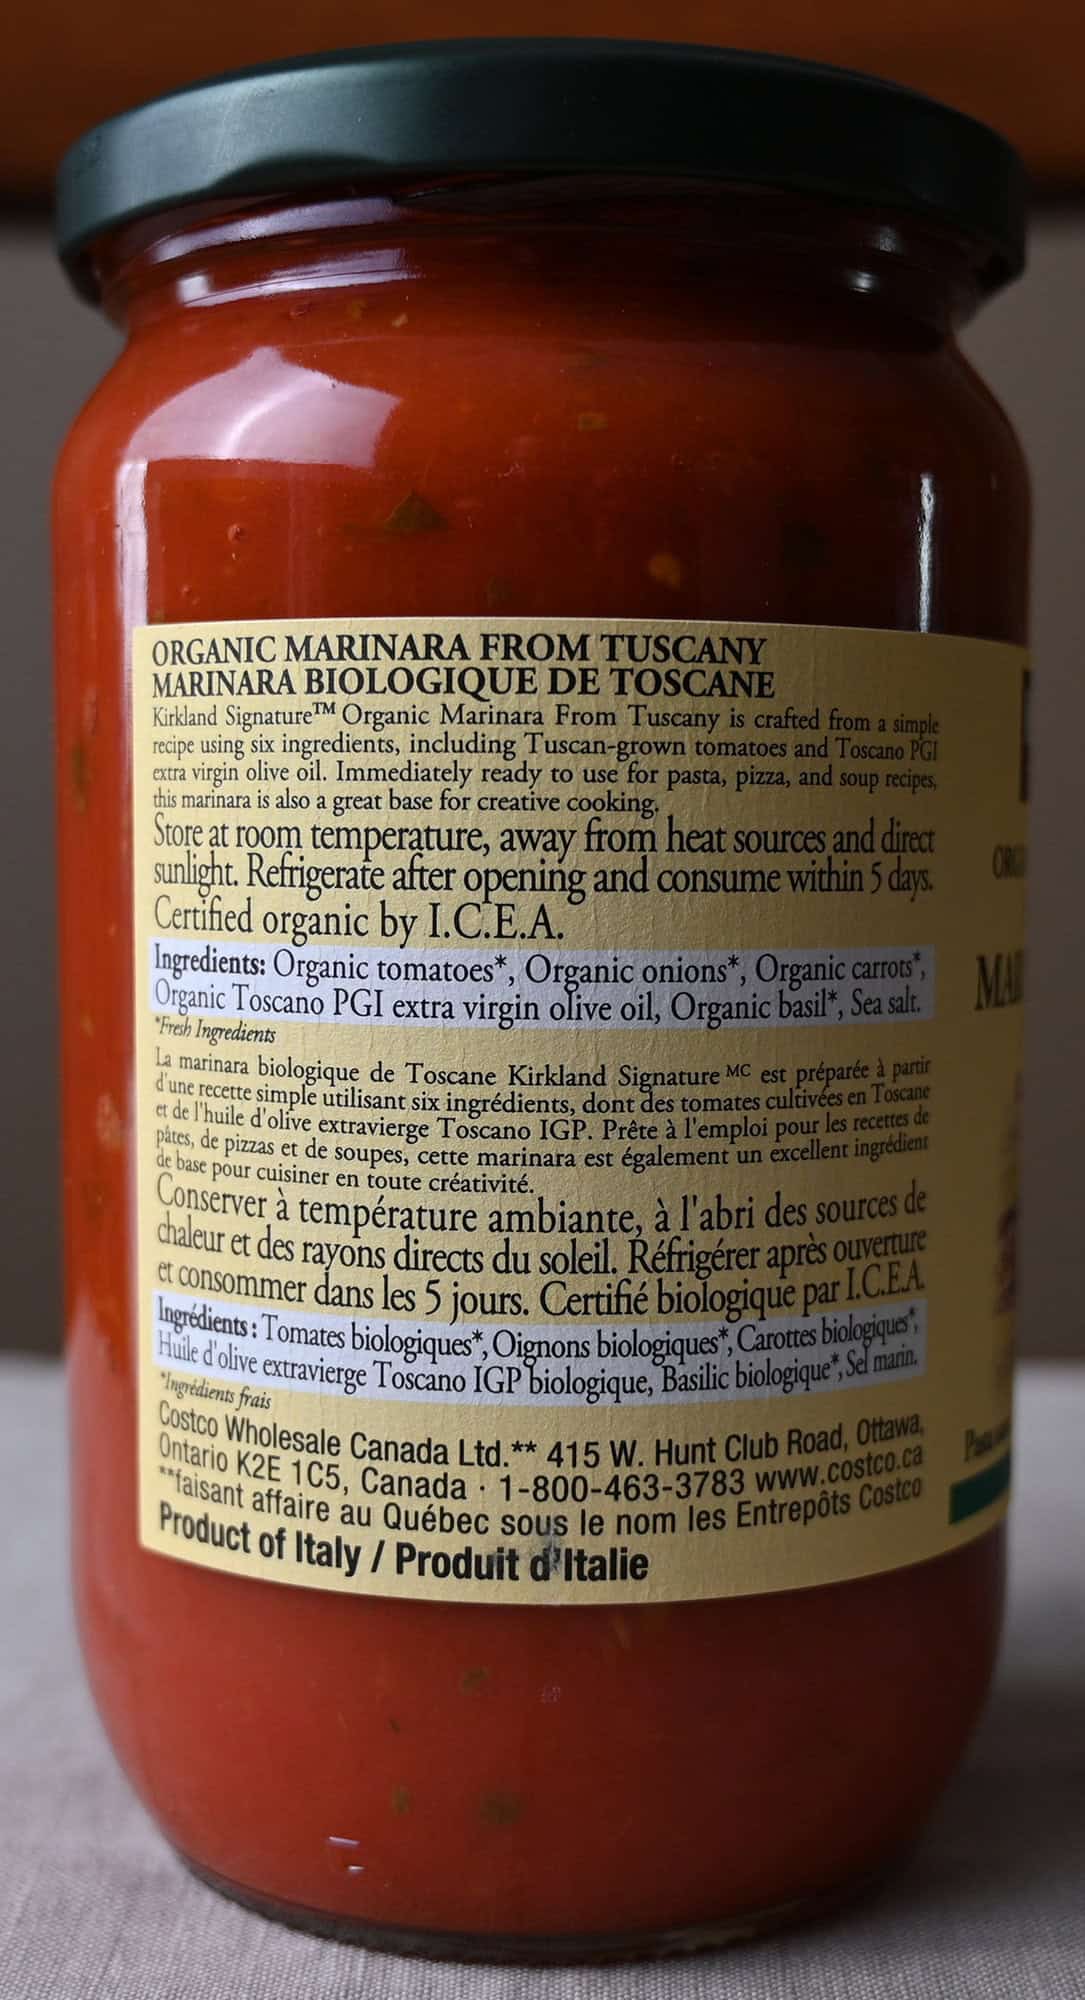 ORGANIC MARINARA FROM TUSCANY
MARINARA BIOLOGIQUE DE TOSCANE
Kirkland Signature™ Organic Marinara From Tuscany is crafted from a simple
recipe using six ingredients, including Tuscan-grown tomatoes and Toscano PGI
extra virgin olive oil. Immediately ready to use for pasta, pizza, and soup recipes,
this marinara is also a great base for creative cooking.
Store at room temperature, away from heat sources and direct
sunlight. Refrigerate after opening and consume within 5 days.
Certified organic by I.C.E.A.
Ingredients: Organic tomatoes*, Organic onions*, Organic carrots*,
Organic Toscano PGI extra virgin olive oil, Organic basil*, Sea salt.
*Fresh Ingredients
La marinara biologique de Toscane Kirkland Signature MC est préparée à partir
d'une recette simple utilisant six ingrédients, dont des tomates cultivées en Toscane
et de l'huile d'olive extravierge Toscano IGP. Prête à l'emploi pour les recettes de
pâtes, de pizzas et de soupes, cette marinara est également un excellent ingrédient
de base pour cuisiner en toute créativité.
Conserver à température ambiante, à l'abri des sources de
chaleur et des rayons directs du soleil. Réfrigérer après ouverture
et consommer dans les 5 jours. Certifié biologique par I.C.E.A.
Ingrédients : Tomates biologiques*, Oignons biologiques*, Carottes biologiques*,
Huile d'olive extravierge Toscano IGP biologique, Basilic biologique*, Sel marin.
*Ingrédients frais
Costco Wholesale Canada Ltd.** 415 W. Hunt Club Road, Ottawa,
Ontario K2E 1C5, Canada · 1-800-463-3783 www.costco.ca
**faisant affaire au Québec sous le nom les Entrepôts Costco
Product of Italy / Produit d'Italie